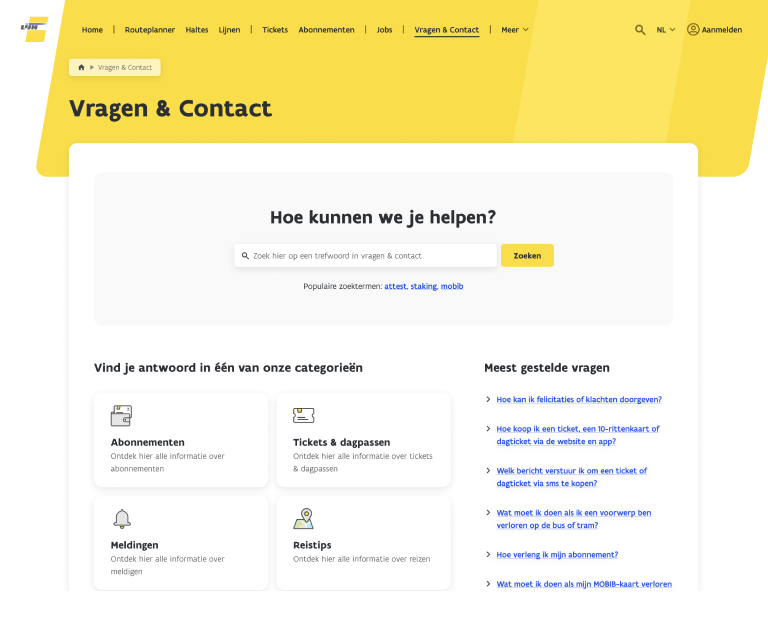 LIJN
Home | Routeplanner Haltes Lijnen | Tickets Abonnementen | Jobs | Vragen & Contact | Meer NL Aanmelden
Vragen & Contact
Vragen & Contact
Hoe kunnen we je helpen?
Zoek hier op een trefwoord in vragen & contact
Zoeken
Populaire zoektermen: attest, staking, mobib
Vind je antwoord in één van onze categorieën
Abonnementen
Ontdek hier alle informatie over
abonnementen
Tickets & dagpassen
Ontdek hier alle informatie over tickets
& dagpassen
Meldingen
Ontdek hier alle informatie over
meldigen
Reistips
Ontdek hier alle informatie over reizen
Meest gestelde vragen
Hoe kan ik felicitaties of klachten doorgeven?
Hoe koop ik een ticket, een 10-rittenkaart of
dagticket via de website en app?
Welk bericht verstuur ik om een ticket of
dagticket via sms te kopen?
Wat moet ik doen als ik een voorwerp ben
verloren op de bus of tram?
Hoe verleng ik mijn abonnement?
Wat moet ik doen als mijn MOBIB-kaart verloren